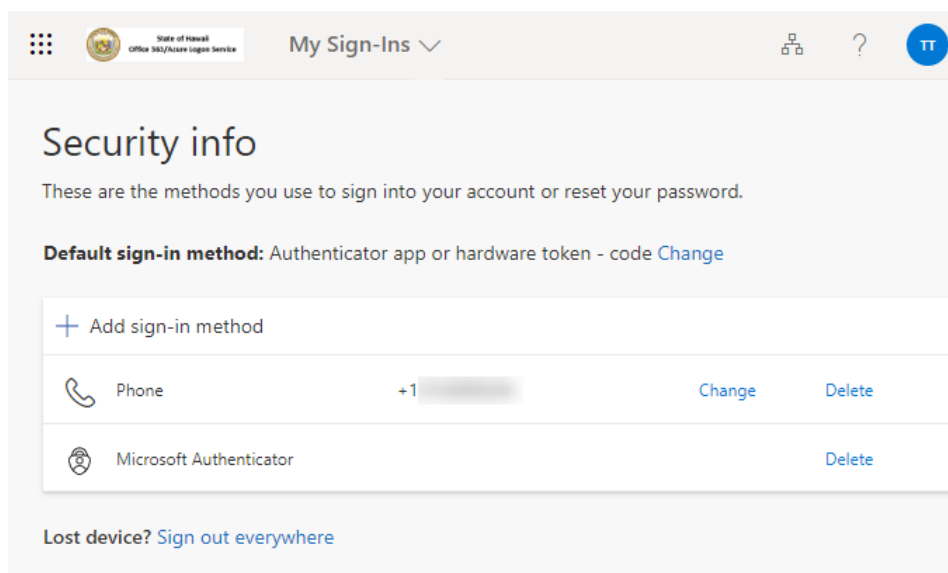 State of Hawaii
Office 365/Azure Logon Service
My Sign-Ins
?
TT
Security info
These are the methods you use to sign into your account or reset your password.
Default sign-in method: Authenticator app or hardware token - code Change
+ Add sign-in method
Phone +1 Change Delete
Microsoft Authenticator Delete
Lost device? Sign out everywhere